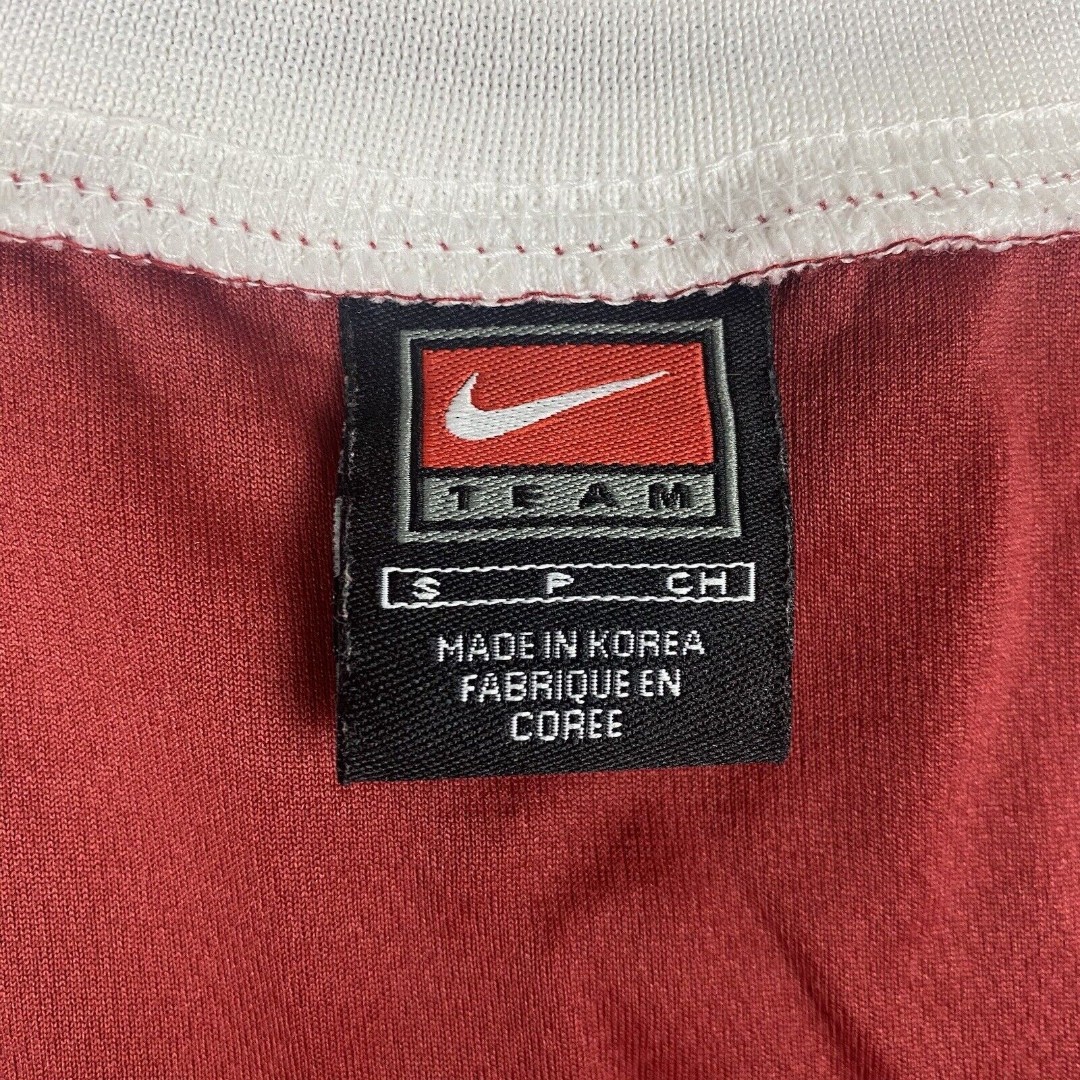 TEAM
S P CH
MADE IN KOREA
FABRIQUE EN
COREE